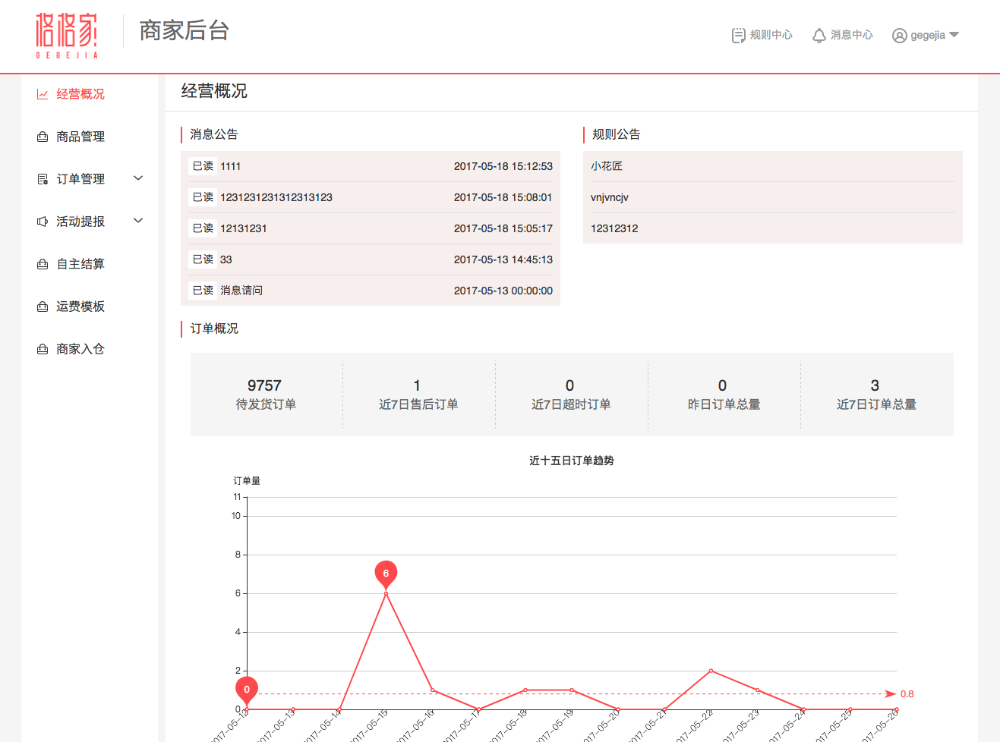 格格家
GEGEJIA
商家后台
规则中心
消息中心
gegejia
经营概况
商品管理
订单管理
活动提报
自主结算
运费模板
商家入仓
经营概况
消息公告
已读 1111 2017-05-18 15:12:53
已读 1231231231312313123 2017-05-18 15:08:01
已读 12131231 2017-05-18 15:05:17
已读 33 2017-05-13 14:45:13
已读 消息请问 2017-05-13 00:00:00
规则公告
小花匠
vnjvncjv
12312312
订单概况
9757
待发货订单
1
近7日售后订单
0
近7日超时订单
0
昨日订单总量
3
近7日订单总量
近十五日订单趋势
订单量
11
10
8
6
4
2
0
6
0
0.8
2017-05-12
017-05-13
017-05-14
017-05-15
017-05-16
017-05-17
017-05-18
017-05-19
017-05-20
017-05-21
017-05-22
017-05-23
017-05-24
017-05-25
017-05-26